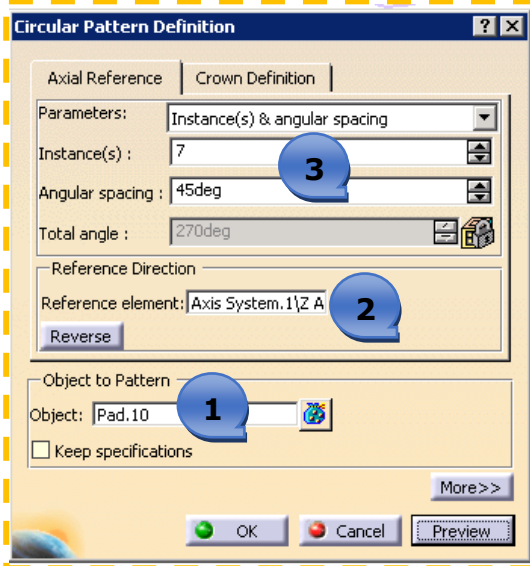 Circular Pattern Definition ? X
Axial Reference Crown Definition
Parameters: Instance(s) & angular spacing
Instance(s) : 7
3
Angular spacing : 45deg
Total angle : 270deg
Reference Direction
Reference element: Axis System.1\Z A
2
Reverse
Object to Pattern
Object: Pad.10
1
Keep specifications
More>>
OK Cancel Preview